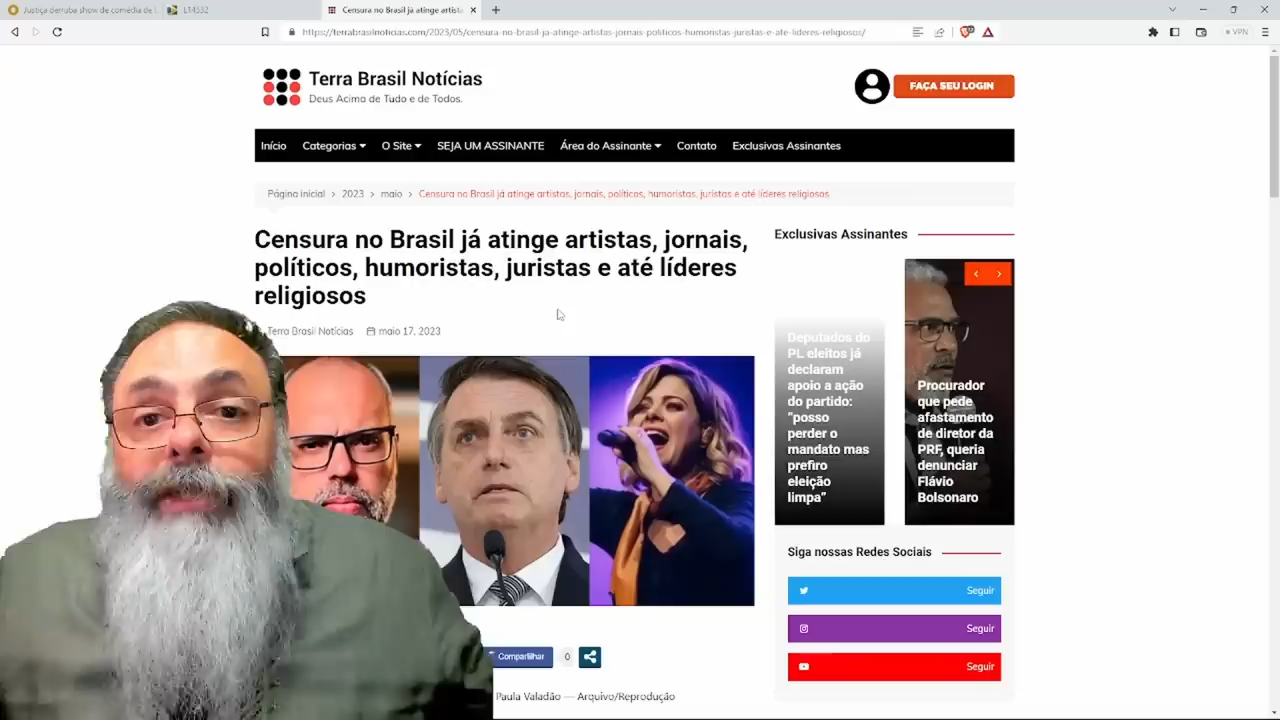 Justiça derruba show de comédia de L
L14532
Censura no Brasil já atinge artista
https://terrabrasilnoticias.com/2023/05/censura-no-brasil-ja-atinge-artistas-jornais-politicos-humoristas-juristas-e-ate-lideres-religiosos/
VPN
Terra Brasil Notícias
Deus Acima de Tudo e de Todos.
FAÇA SEU LOGIN
Início Categorias O Site SEJA UM ASSINANTE Área do Assinante Contato Exclusivas Assinantes
Página inicial > 2023 > maio > Censura no Brasil já atinge artistas, jornais, políticos, humoristas, juristas e até líderes religiosos
Censura no Brasil já atinge artistas, jornais,
políticos, humoristas, juristas e até líderes
religiosos
Terra Brasil Notícias maio 17, 2023
Compartilhar 0
Paula Valadão — Arquivo/Reprodução
Exclusivas Assinantes
Deputados do
PL eleitos já
declaram
apoio a ação
do partido:
“posso
perder o
mandato mas
prefiro
eleição
limpa”
Procurador
que pede
afastamento
de diretor da
PRF, queria
denunciar
Flávio
Bolsonaro
Siga nossas Redes Sociais
Seguir
Seguir
Seguir